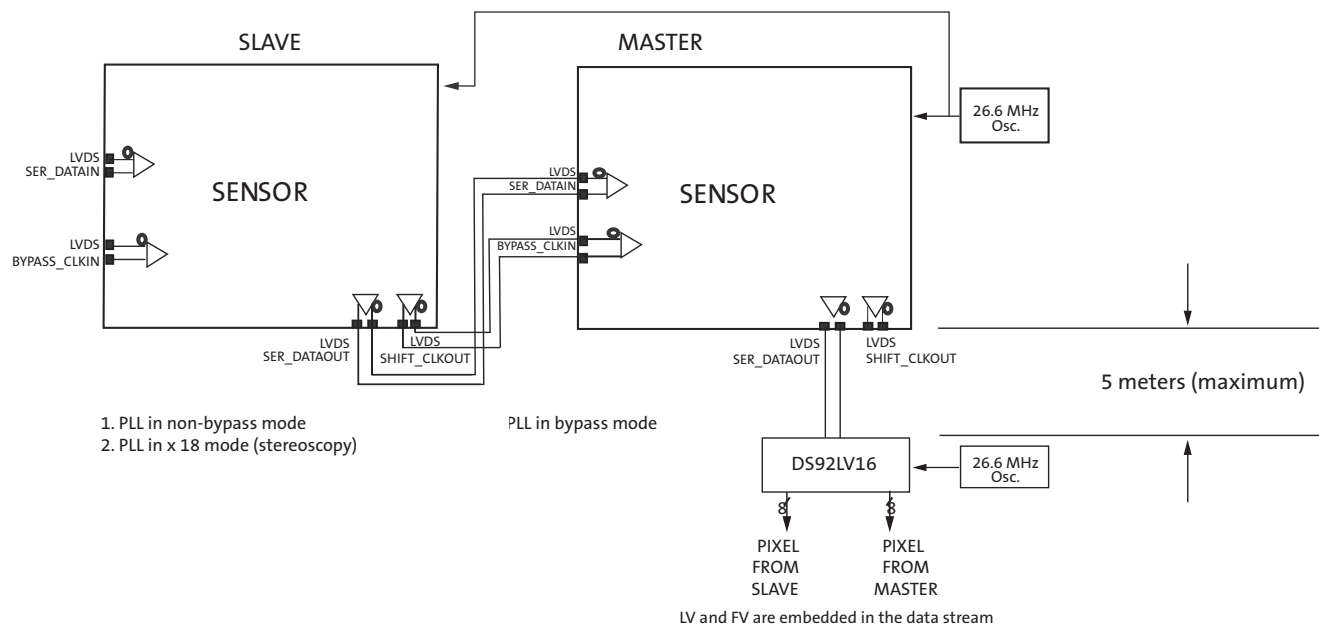 SLAVE
MASTER
26.6 MHz
Osc.
LVDS
SER_DATAIN
SENSOR
LVDS
BYPASS_CLKIN
LVDS
SER_DATAIN
SENSOR
LVDS
BYPASS_CLKIN
LVDS
SER_DATAOUT
LVDS
SHIFT_CLKOUT
LVDS
SER_DATAOUT
LVDS
SHIFT_CLKOUT
5 meters (maximum)
1. PLL in non-bypass mode
2. PLL in x 18 mode (stereoscopy)
PLL in bypass mode
DS92LV16
26.6 MHz
Osc.
8
8
PIXEL
FROM
SLAVE
PIXEL
FROM
MASTER
LV and FV are embedded in the data stream